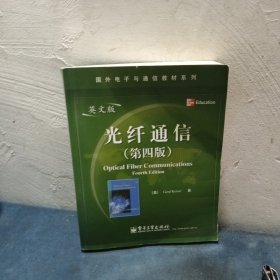 国外电子与通信教材系列
Education
英文版
光纤通信
(第四版)
Optical Fiber Communications
Fourth Edition
[美] Gerd Keiser 著
电子工业出版社